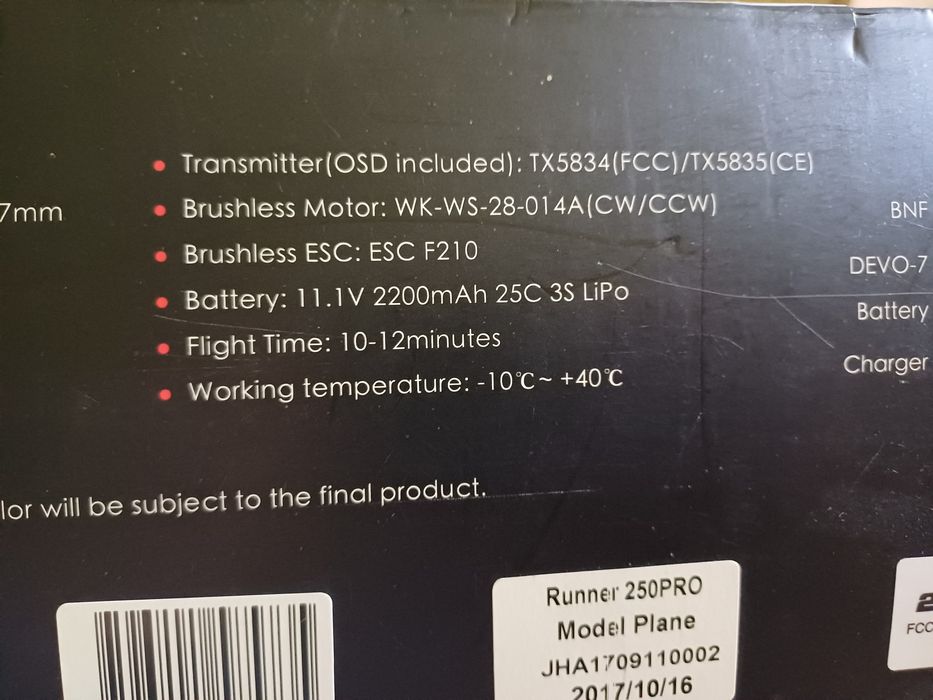 Transmitter(OSD included): TX5834(FCC)/TX5835(CE)
7mm
Brushless Motor: WK-WS-28-014A(CW/CCW)
BNF
Brushless ESC: ESC F210
DEVO-7
Battery: 11.1V 2200mAh 25C 3S LiPo
Battery
Flight Time: 10-12minutes
Charger
Working temperature: -10℃~ +40℃
lor will be subject to the final product.
Runner 250PRO
Model Plane
JHA1709110002
2017/10/16
2
FCC